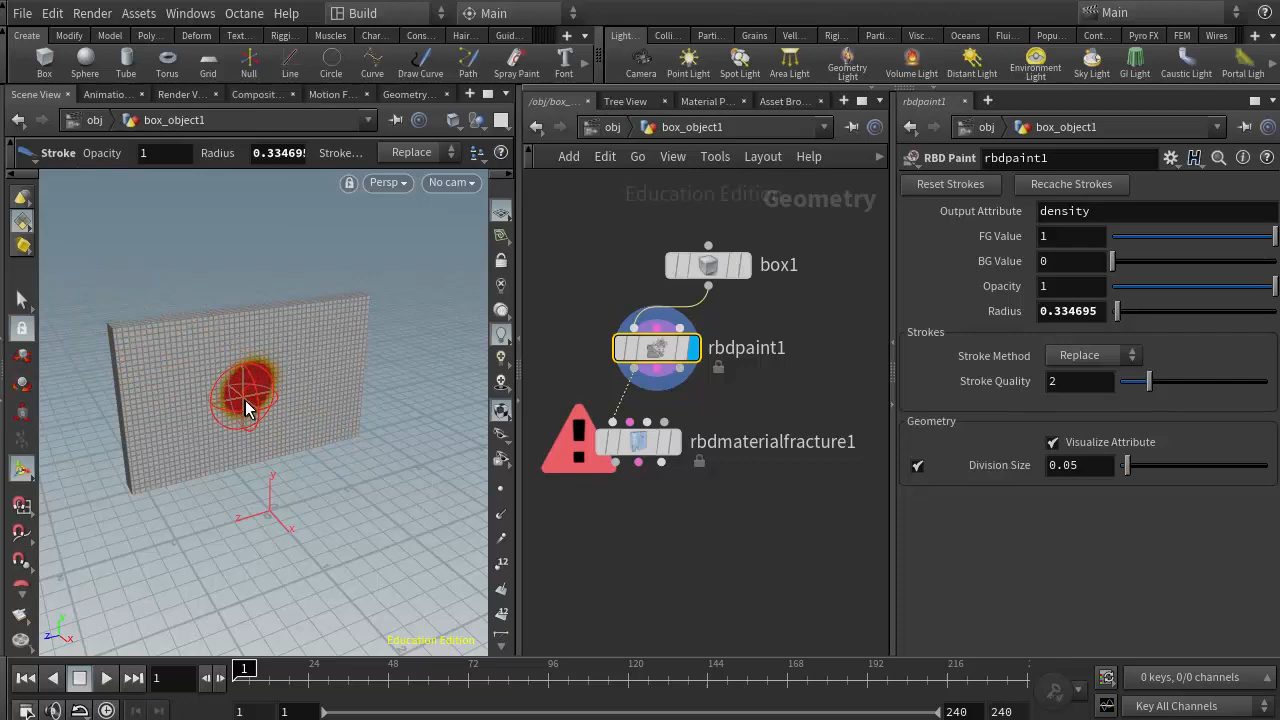 File Edit Render Assets Windows Octane Help Build Main Main
Create Modify Model Poly... Deform Text... Riggi... Muscles Char... Cons... Hair... Guid... Light... Colli... Parti... Grains Parti... Rig... Parti... Visc... Oceans Flui... Popu... Cont... Pyro FX FEM Wires
Box Sphere Tube Torus Grid Null Line Circle Curve Draw Curve Path Spray Paint Font Camera Point Light Spot Light Area Light Geometry Light Volume Light Distant Light Environment Light Sky Light GI Light Caustic Light Portal Ligh
Scene View Animatio... Render V... Composit... Motion F... Geometry...
/obj/box_... Tree View Material P... Asset Bro...
rbdpaint1
obj box_object1
obj box_object1
obj box_object1
Stroke Opacity 1 Radius 0.33469 Stroke... Replace
Add Edit Go View Tools Layout Help
RBD Paint rbdpaint1
Persp No cam
Education Edition Geometry
Reset Strokes Recache Strokes
Output Attribute density
FG Value 1
BG Value 0
Opacity 1
Radius 0.334695
Strokes
Stroke Method Replace
Stroke Quality 2
Geometry
Visualize Attribute
Division Size 0.05
box1
rbdpaint1
rbdmaterialfracture1
y
z x
y
z x
Education Edition
12
12
1 1 24 48 72 96 120 144 168 192 216 2
0 keys, 0/0 channels
1 1 240 240
Key All Channels